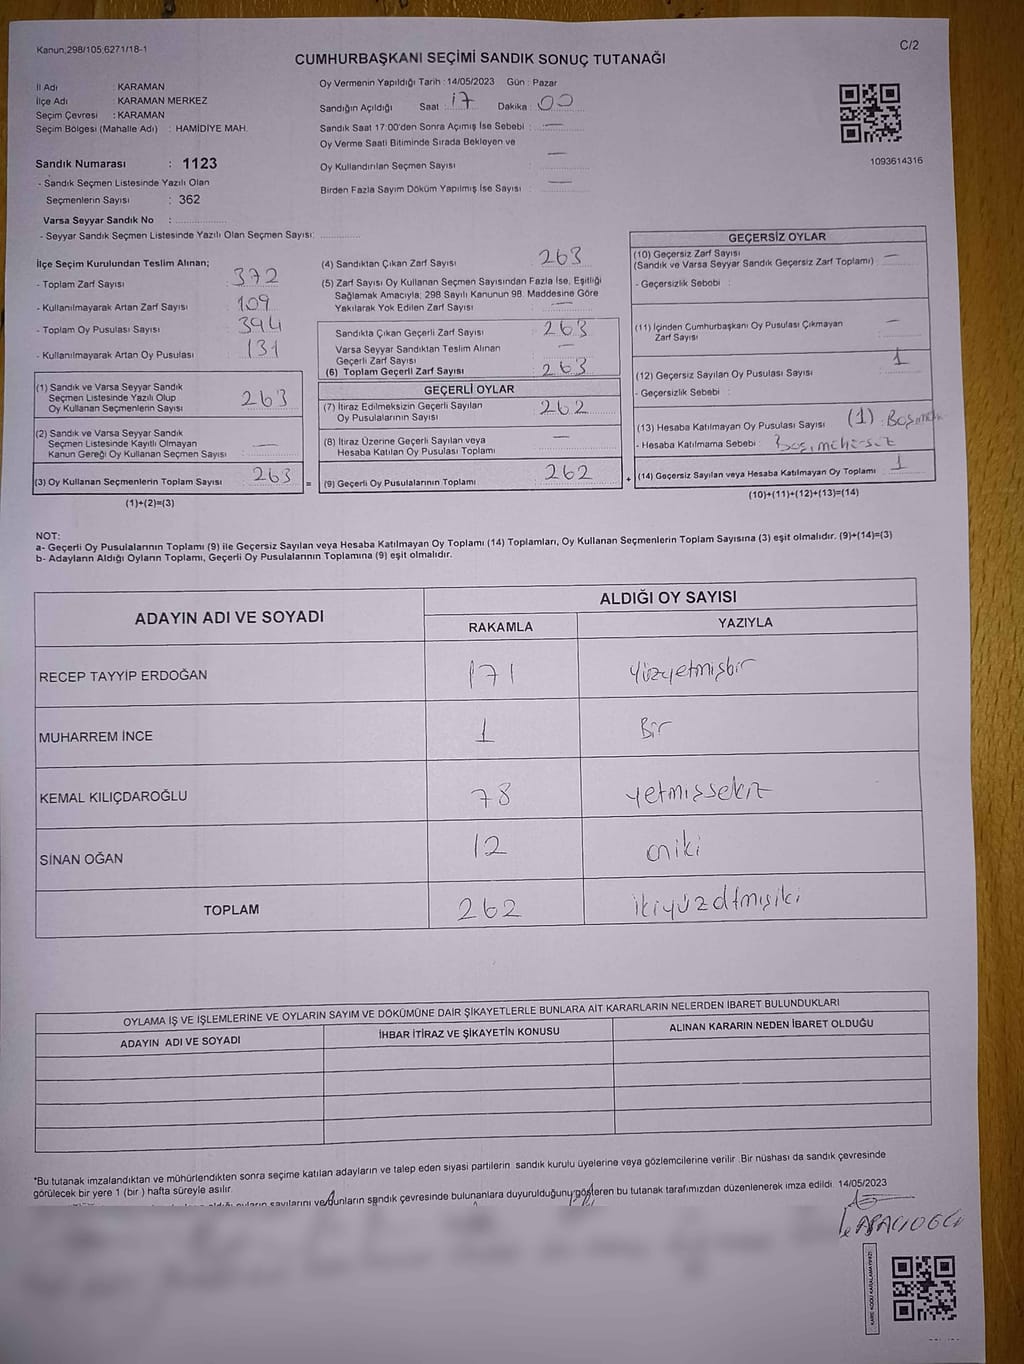 Kanun,298/105,6271/18-1
C/2
CUMHURBAŞKANI SEÇİMİ SANDIK SONUÇ TUTANAĞI
İl Adı : KARAMAN
İlçe Adı : KARAMAN MERKEZ
Seçim Çevresi : KARAMAN
Seçim Bölgesi (Mahalle Adı) : HAMİDİYE MAH.
Sandık Numarası : 1123
- Sandık Seçmen Listesinde Yazılı Olan
Seçmenlerin Sayısı : 362
Varsa Seyyar Sandık No :
- Seyyar Sandık Seçmen Listesinde Yazılı Olan Seçmen Sayısı:
Oy Vermenin Yapıldığı Tarih : 14/05/2023 Gün : Pazar
Sandığın Açıldığı Saat : 17 Dakika : 00
Sandık Saat 17:00'den Sonra Açımış İse Sebebi : —
Oy Verme Saati Bitiminde Sırada Bekleyen ve
Oy Kullandırılan Seçmen Sayısı —
Birden Fazla Sayım Döküm Yapılmış İse Sayısı : —
1093614316
İlçe Seçim Kurulundan Teslim Alınan;
- Toplam Zarf Sayısı : 372
- Kullanılmayarak Artan Zarf Sayısı : 109
- Toplam Oy Pusulası Sayısı : 394
- Kullanılmayarak Artan Oy Pusulası : 131
(1) Sandık ve Varsa Seyyar Sandık
Seçmen Listesinde Yazılı Olup
Oy Kullanan Seçmenlerin Sayısı : 263
(2) Sandık ve Varsa Seyyar Sandık
Seçmen Listesinde Kayıtlı Olmayan
Kanun Gereği Oy Kullanan Seçmen Sayısı : —
(3) Oy Kullanan Seçmenlerin Toplam Sayısı : 263
(1)+(2)=(3)
=
(4) Sandıktan Çıkan Zarf Sayısı : 263
(5) Zarf Sayısı Oy Kullanan Seçmen Sayısından Fazla İse, Eşitliği
Sağlamak Amacıyla; 298 Sayılı Kanunun 98. Maddesine Göre
Yakılarak Yok Edilen Zarf Sayısı : —
Sandıkta Çıkan Geçerli Zarf Sayısı : 263
Varsa Seyyar Sandıktan Teslim Alınan
Geçerli Zarf Sayısı : —
(6) Toplam Geçerli Zarf Sayısı : 263
GEÇERLİ OYLAR
(7) İtiraz Edilmeksizin Geçerli Sayılan
Oy Pusulalarının Sayısı : 262
(8) İtiraz Üzerine Geçerli Sayılan veya
Hesaba Katılan Oy Pusulası Toplamı : —
(9) Geçerli Oy Pusulalarının Toplamı : 262
+
GEÇERSİZ OYLAR
(10) Geçersiz Zarf Sayısı
(Sandık ve Varsa Seyyar Sandık Geçersiz Zarf Toplamı) : —
- Geçersizlik Sebobi :
(11) İçinden Cumhurbaşkanı Oy Pusulası Çıkmayan
Zarf Sayısı : —
(12) Geçersiz Sayılan Oy Pusulası Sayısı : 1
- Geçersizlik Sebebi :
(13) Hesaba Katılmayan Oy Pusulası Sayısı : (1)
- Hesaba Katılmama Sebebi :
(14) Geçersiz Sayılan veya Hesaba Katılmayan Oy Toplamı : 1
(10)+(11)+(12)+(13)=(14)
NOT:
a- Geçerli Oy Pusulalarının Toplamı (9) ile Geçersiz Sayılan veya Hesaba Katılmayan Oy Toplamı (14) Toplamları, Oy Kullanan Seçmenlerin Toplam Sayısına (3) eşit olmalıdır. (9)+(14)=(3)
b- Adayların Aldığı Oyların Toplamı, Geçerli Oy Pusulalarının Toplamına (9) eşit olmalıdır.
ADAYIN ADI VE SOYADI
ALDIĞI OY SAYISI
RAKAMLA YAZIYLA
RECEP TAYYİP ERDOĞAN 171 Yüzyetmişbir
MUHARREM İNCE 1 Bir
KEMAL KILIÇDAROĞLU 78 yetmişsekiz
SİNAN OĞAN 12 oniki
TOPLAM 262 ikiyüzatmışiki
OYLAMA İŞ VE İŞLEMLERİNE VE OYLARIN SAYIM VE DÖKÜMÜNE DAİR ŞİKAYETLERLE BUNLARA AİT KARARLARIN NELERDEN İBARET BULUNDUKLARI
ADAYIN ADI VE SOYADI İHBAR İTİRAZ VE ŞİKAYETİN KONUSU ALINAN KARARIN NEDEN İBARET OLDUĞU
*Bu tutanak imzalandıktan ve mühürlendikten sonra seçime katılan adayların ve talep eden siyasi partilerin sandık kurulu üyelerine veya gözlemcilerine verilir. Bir nüshası da sandık çevresinde
görülecek bir yere 1 (bir ) hafta süreyle asılır.
oyların sayılarını ve bunların sandık çevresinde bulunanlara duyurulduğunu gösteren bu tutanak tarafımızdan düzenlenerek imza edildi. 14/05/2023